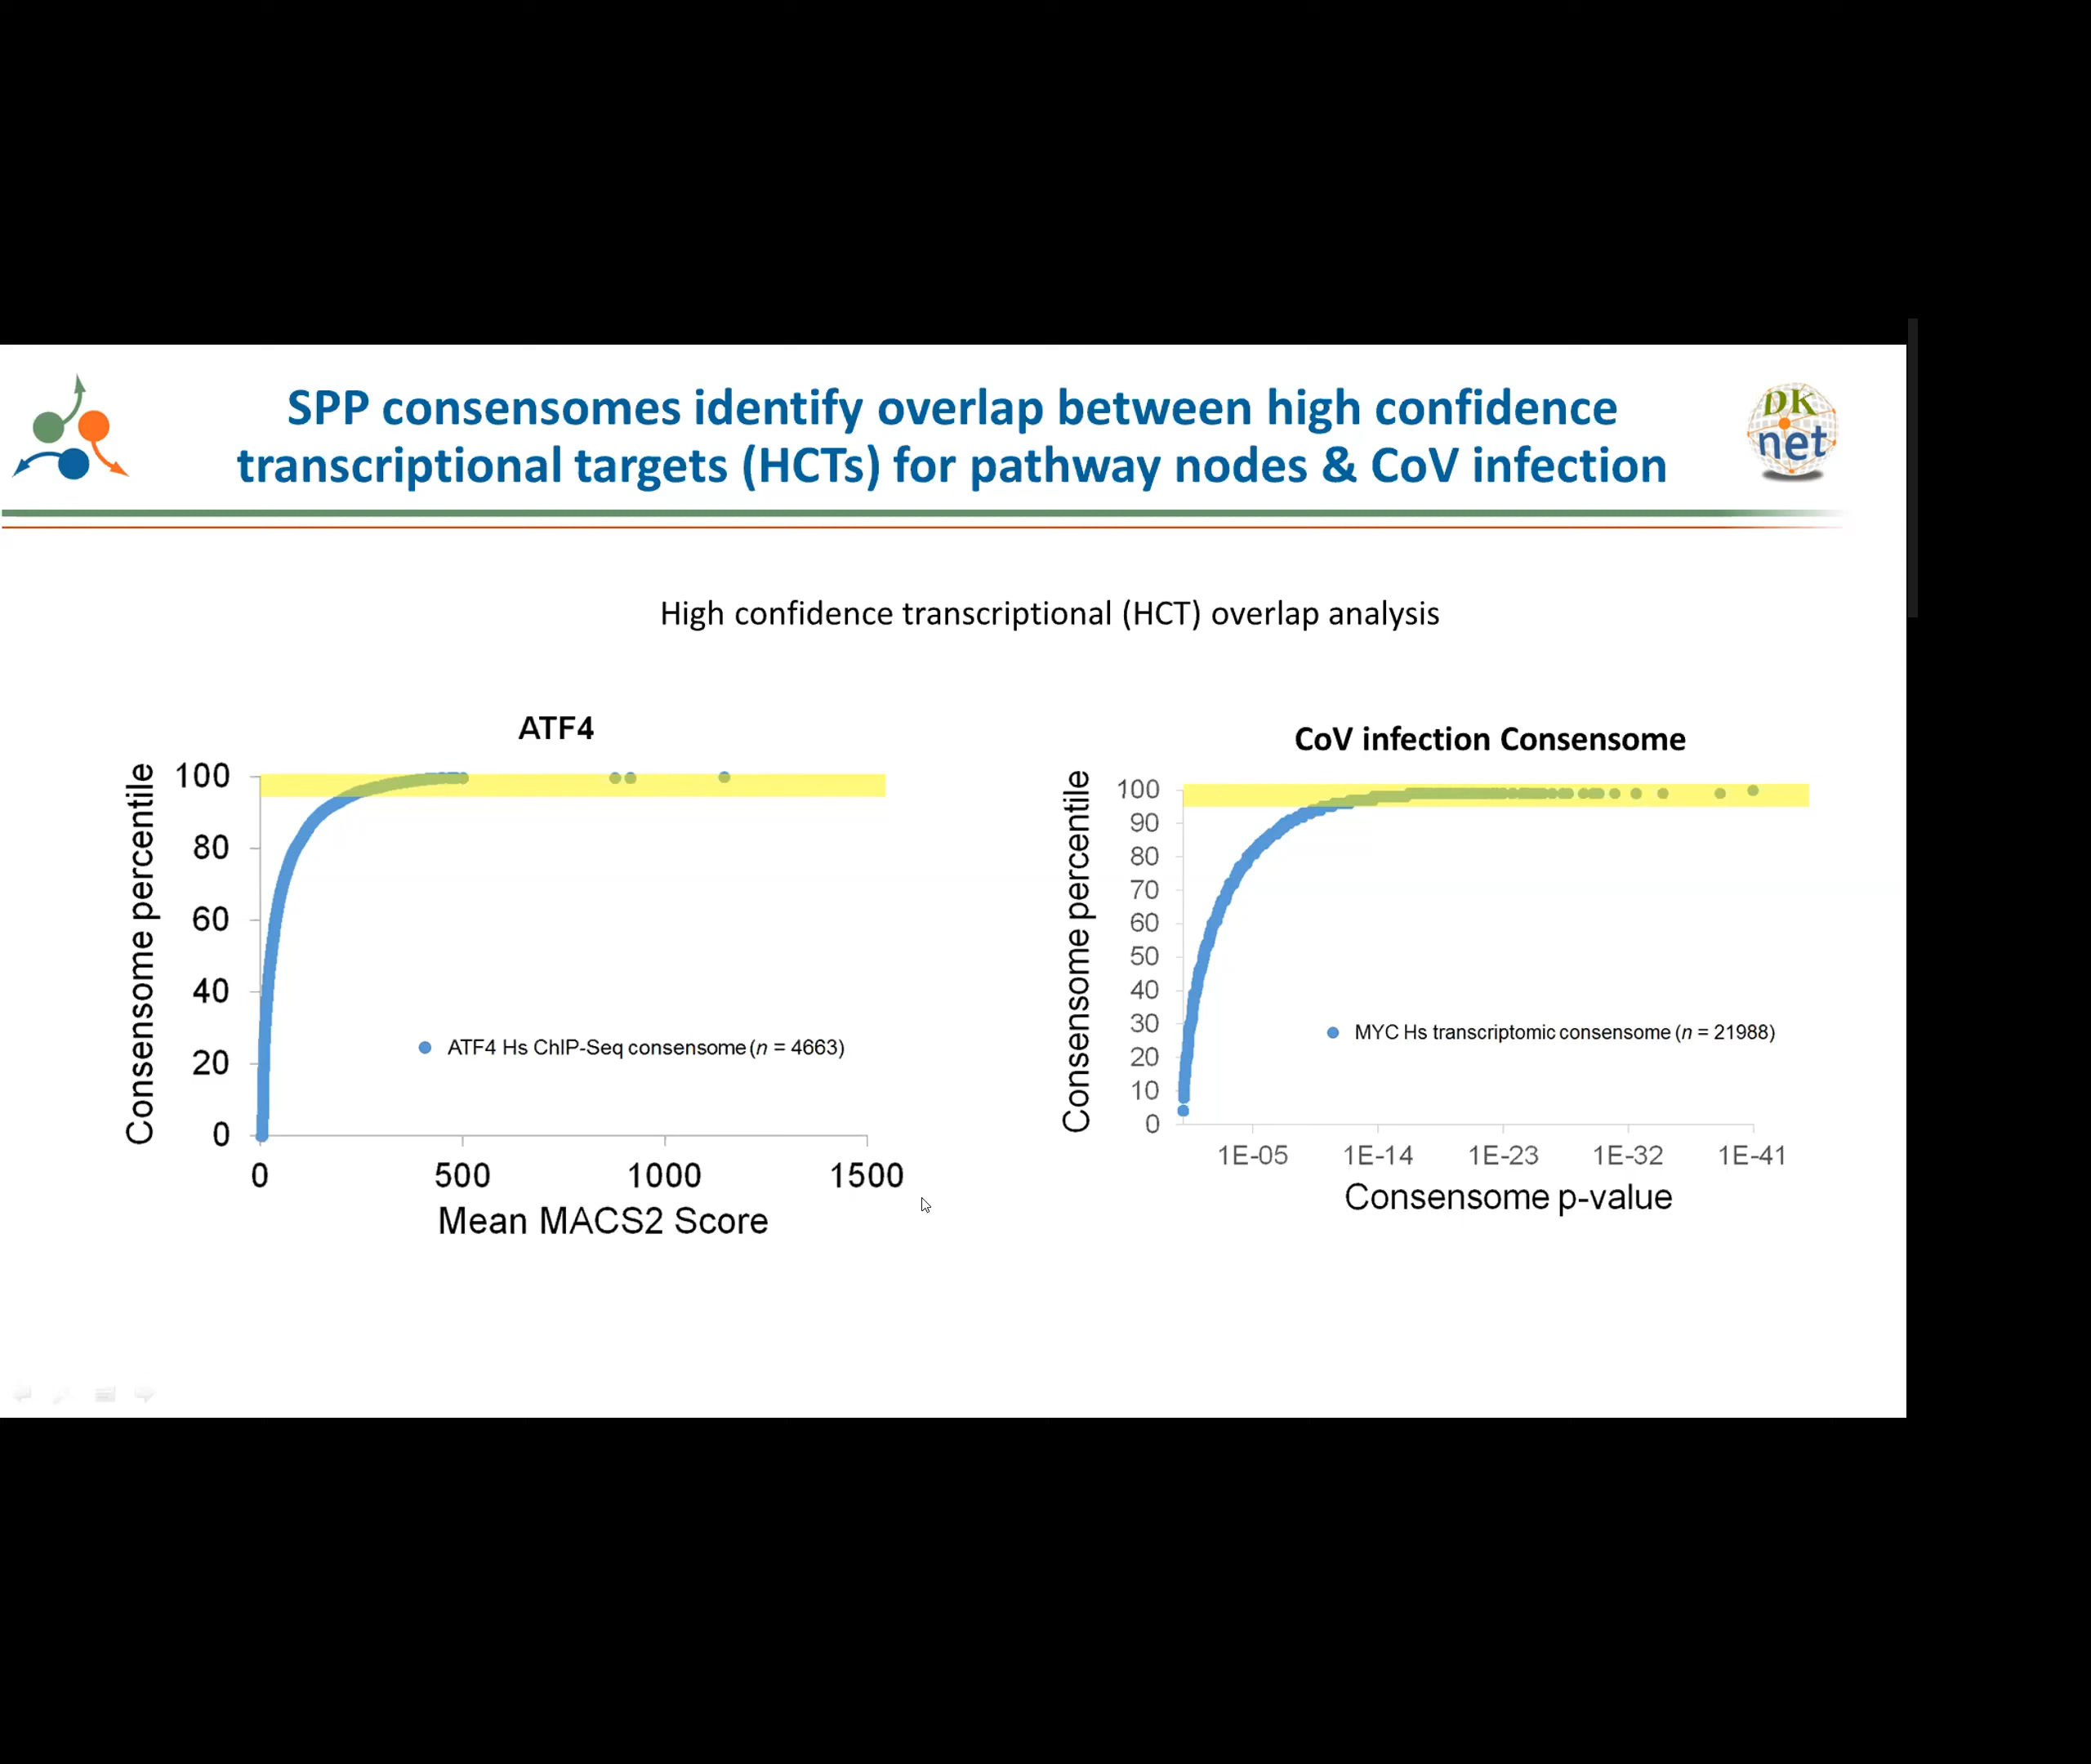 SPP consensomes identify overlap between high confidence
transcriptional targets (HCTs) for pathway nodes & CoV infection
DK
net
High confidence transcriptional (HCT) overlap analysis
ATF4
Consensome percentile
100
80
60
40
20
0
ATF4 Hs ChIP-Seq consensome (n = 4663)
0 500 1000 1500
Mean MACS2 Score
CoV infection Consensome
Consensome percentile
100
90
80
70
60
50
40
30
20
10
0
MYC Hs transcriptomic consensome (n = 21988)
1E-05 1E-14 1E-23 1E-32 1E-41
Consensome p-value